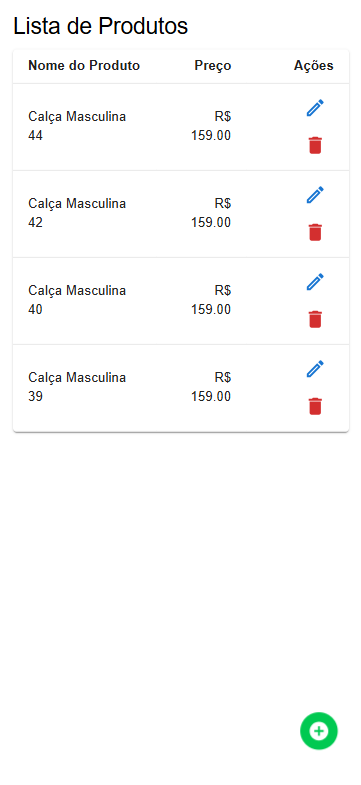 Lista de Produtos
Nome do Produto Preço Ações
Calça Masculina R$
44 159.00
Calça Masculina R$
42 159.00
Calça Masculina R$
40 159.00
Calça Masculina R$
39 159.00